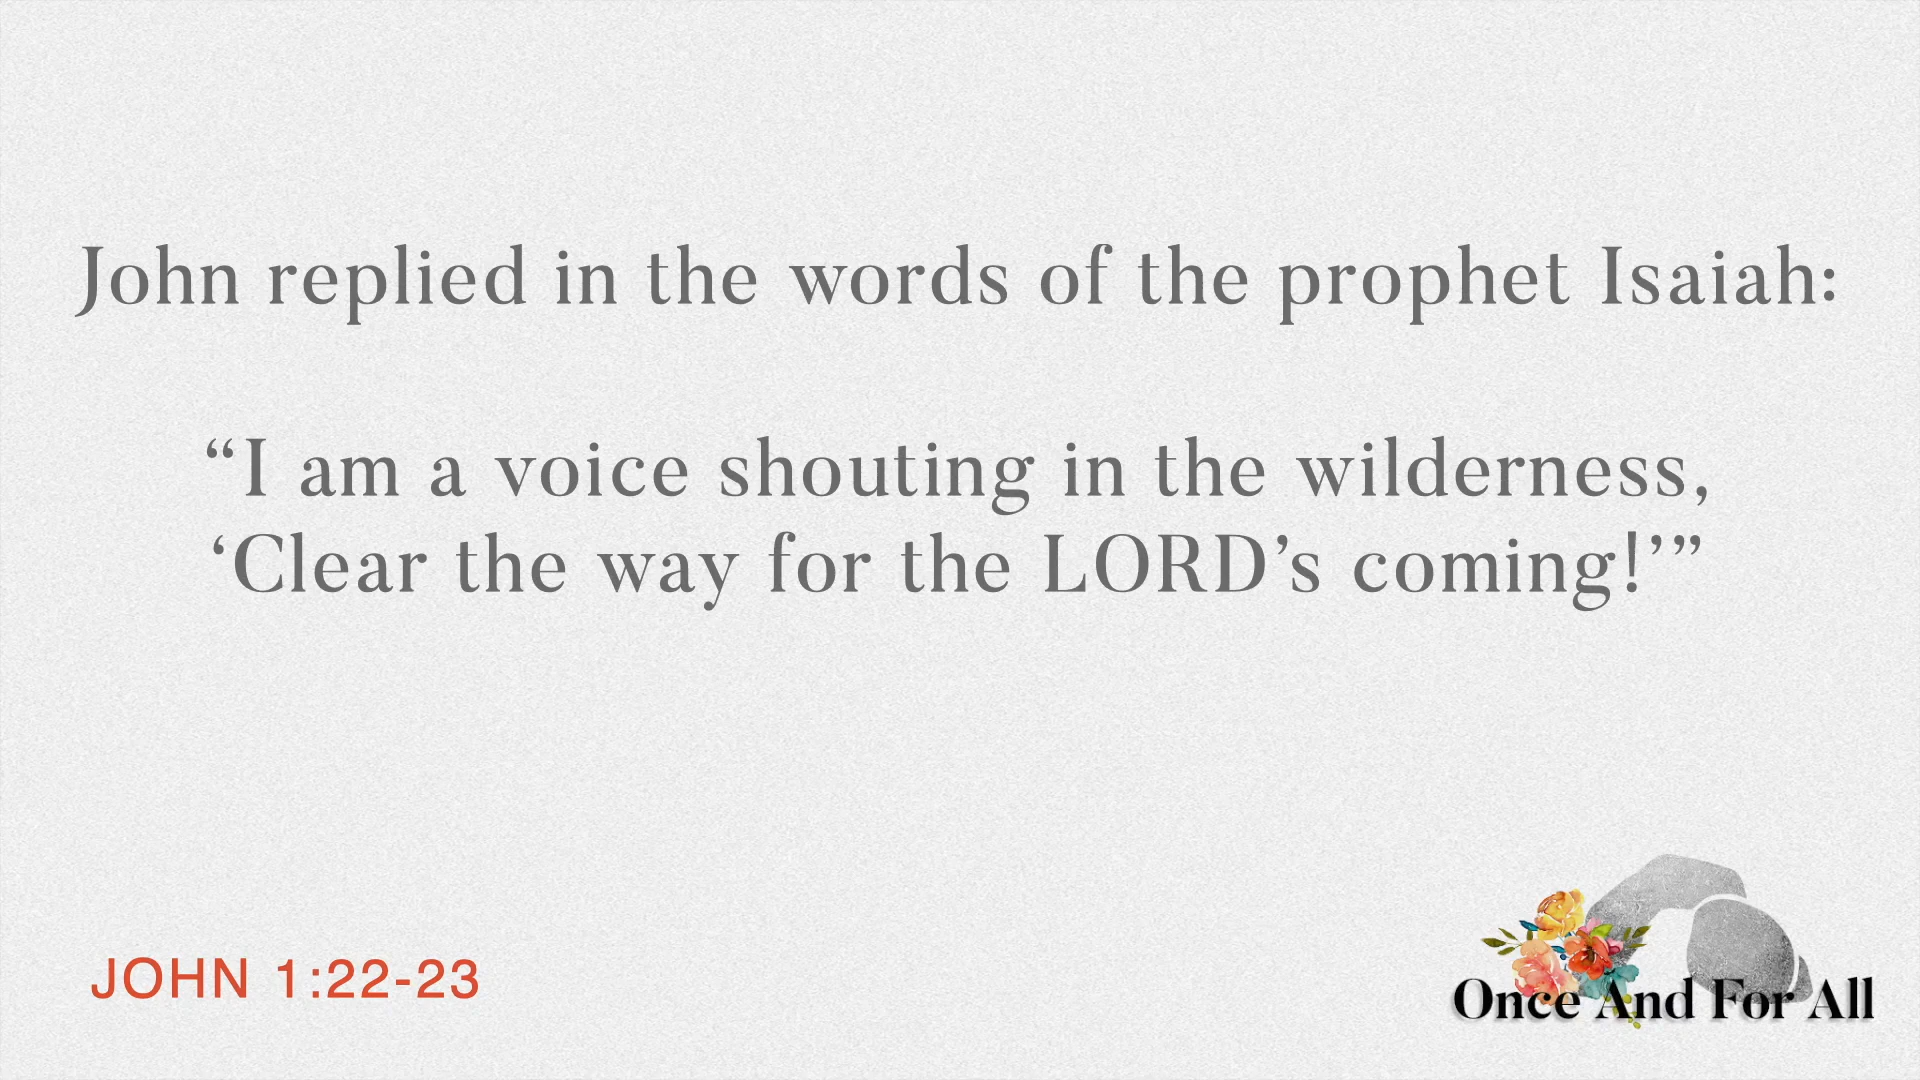 John replied in the words of the prophet Isaiah:
“I am a voice shouting in the wilderness,
‘Clear the way for the LORD’s coming!’”
JOHN 1:22-23
Once And For All